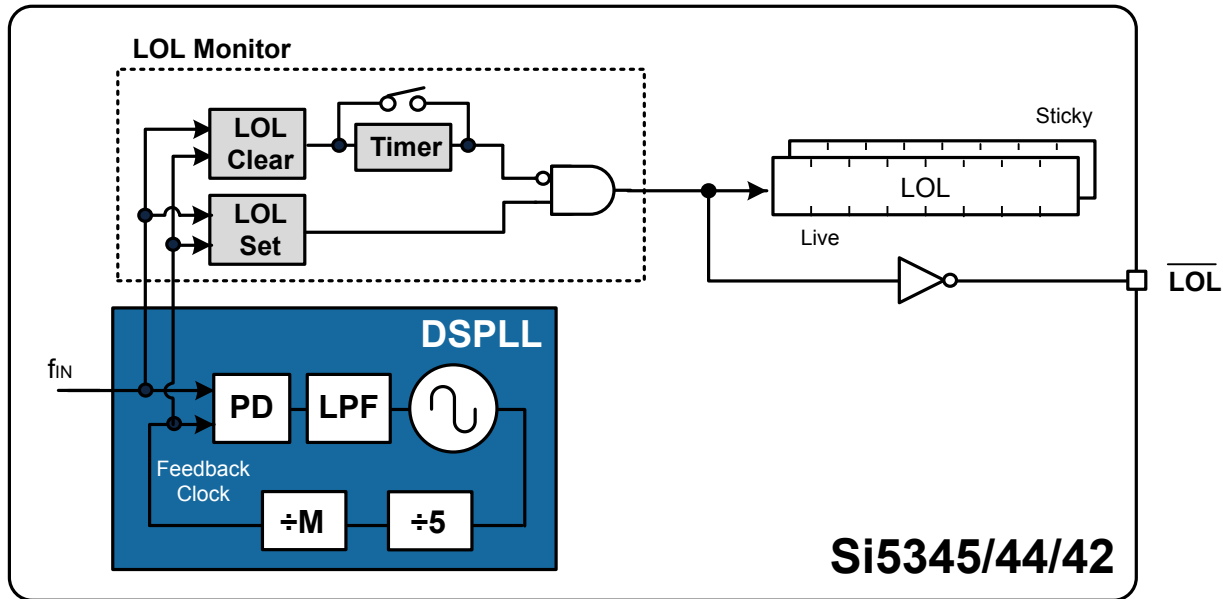 LOL Monitor
LOL
Clear
Timer
LOL
Set
Sticky
LOL
Live
LOL
DSPLL
fIN
PD
LPF
Feedback
Clock
÷M
÷5
Si5345/44/42